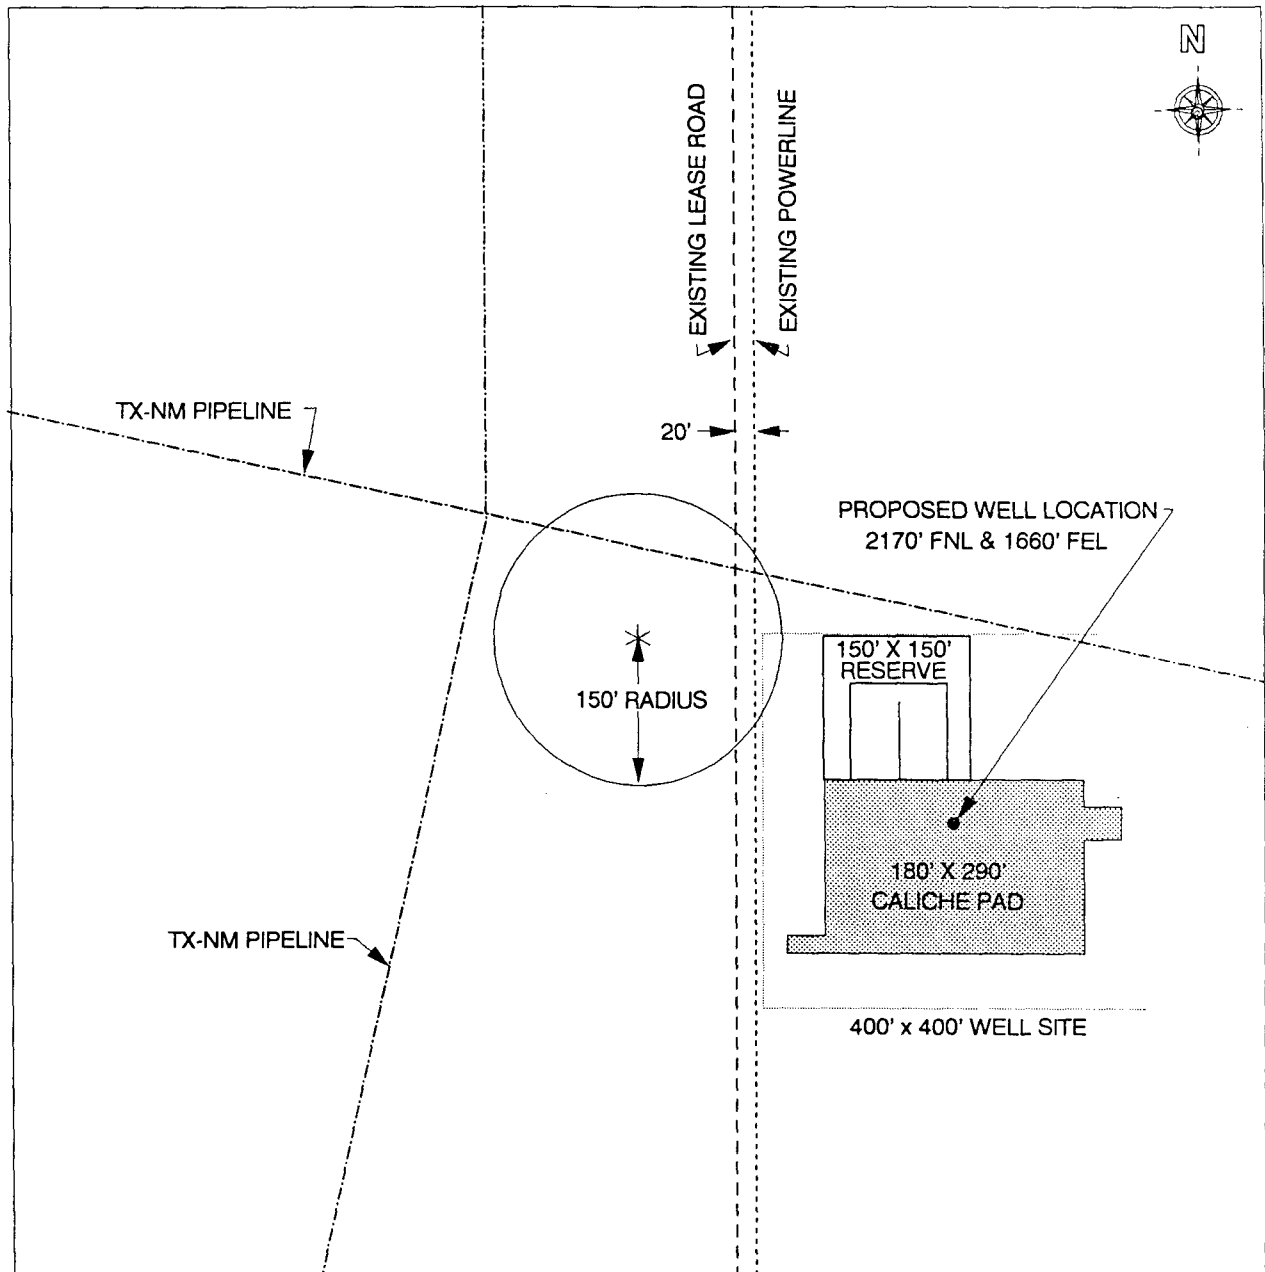 N
EXISTING LEASE ROAD
EXISTING POWERLINE
TX-NM PIPELINE
20'
PROPOSED WELL LOCATION
2170' FNL & 1660' FEL
150' X 150'
RESERVE
150' RADIUS
180' X 290'
CALICHE PAD
TX-NM PIPELINE
400' x 400' WELL SITE